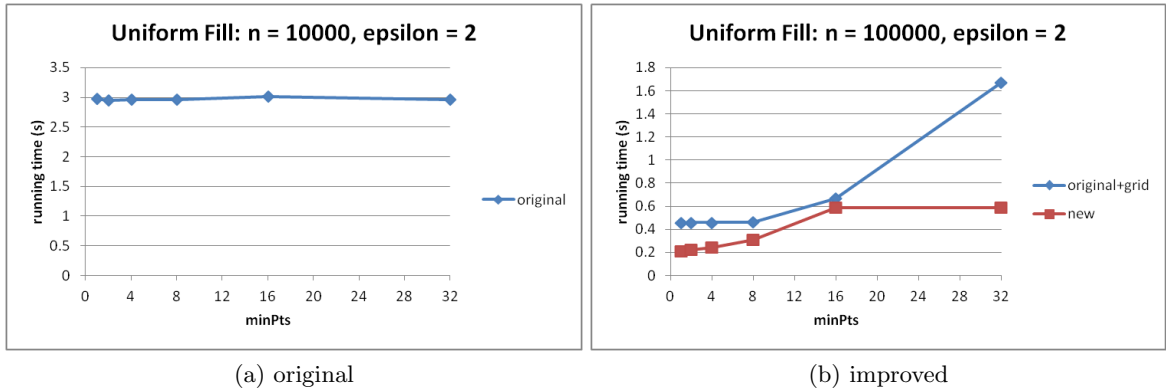 Uniform Fill: n = 10000, epsilon = 2
3.5
3
2.5
2
1.5
1
0.5
0
running time (s)
0 4 8 12 16 20 24 28 32
minPts
original
(a) original
Uniform Fill: n = 100000, epsilon = 2
1.8
1.6
1.4
1.2
1
0.8
0.6
0.4
0.2
0
running time (s)
0 4 8 12 16 20 24 28 32
minPts
original+grid
new
(b) improved